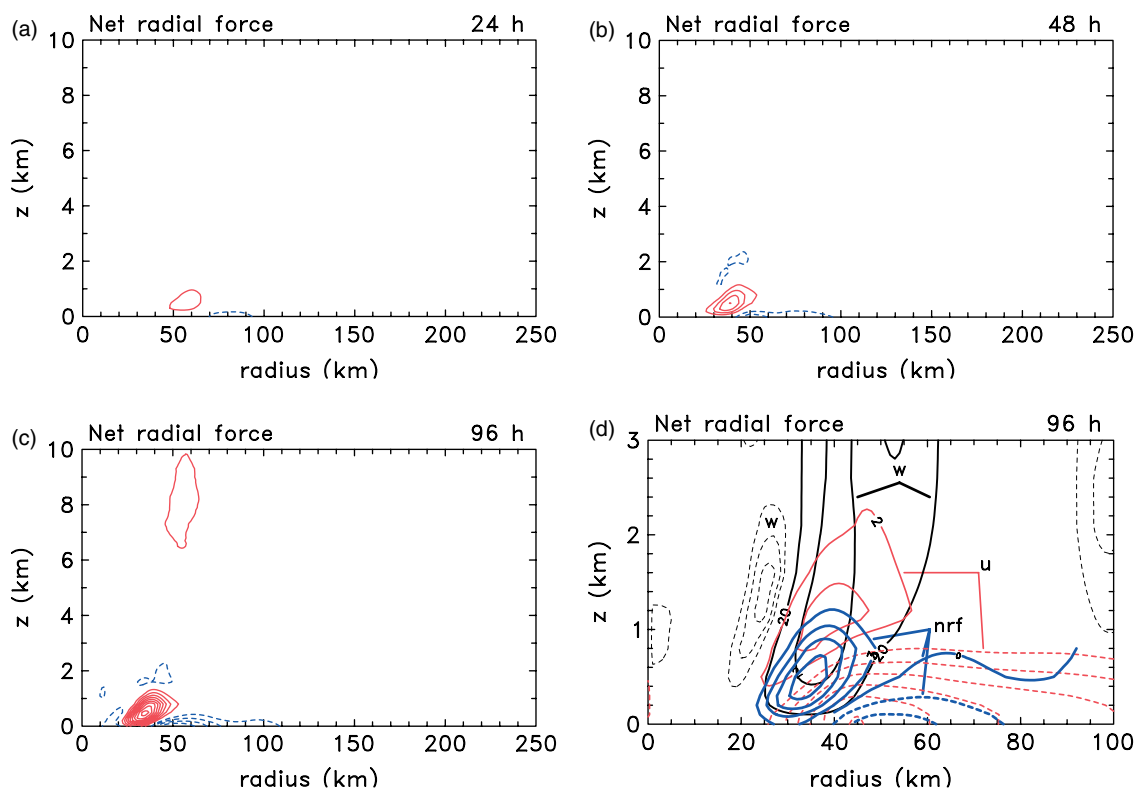 (a) Net radial force 24 h
10
8
6
4
2
0
z (km)
0 50 100 150 200 250
radius (km)
(b) Net radial force 48 h
10
8
6
4
2
0
z (km)
0 50 100 150 200 250
radius (km)
(c) Net radial force 96 h
10
8
6
4
2
0
z (km)
0 50 100 150 200 250
radius (km)
(d) Net radial force 96 h
3
2
1
0
z (km)
w
w
2
u
20
nrf
20
0
0 20 40 60 80 100
radius (km)